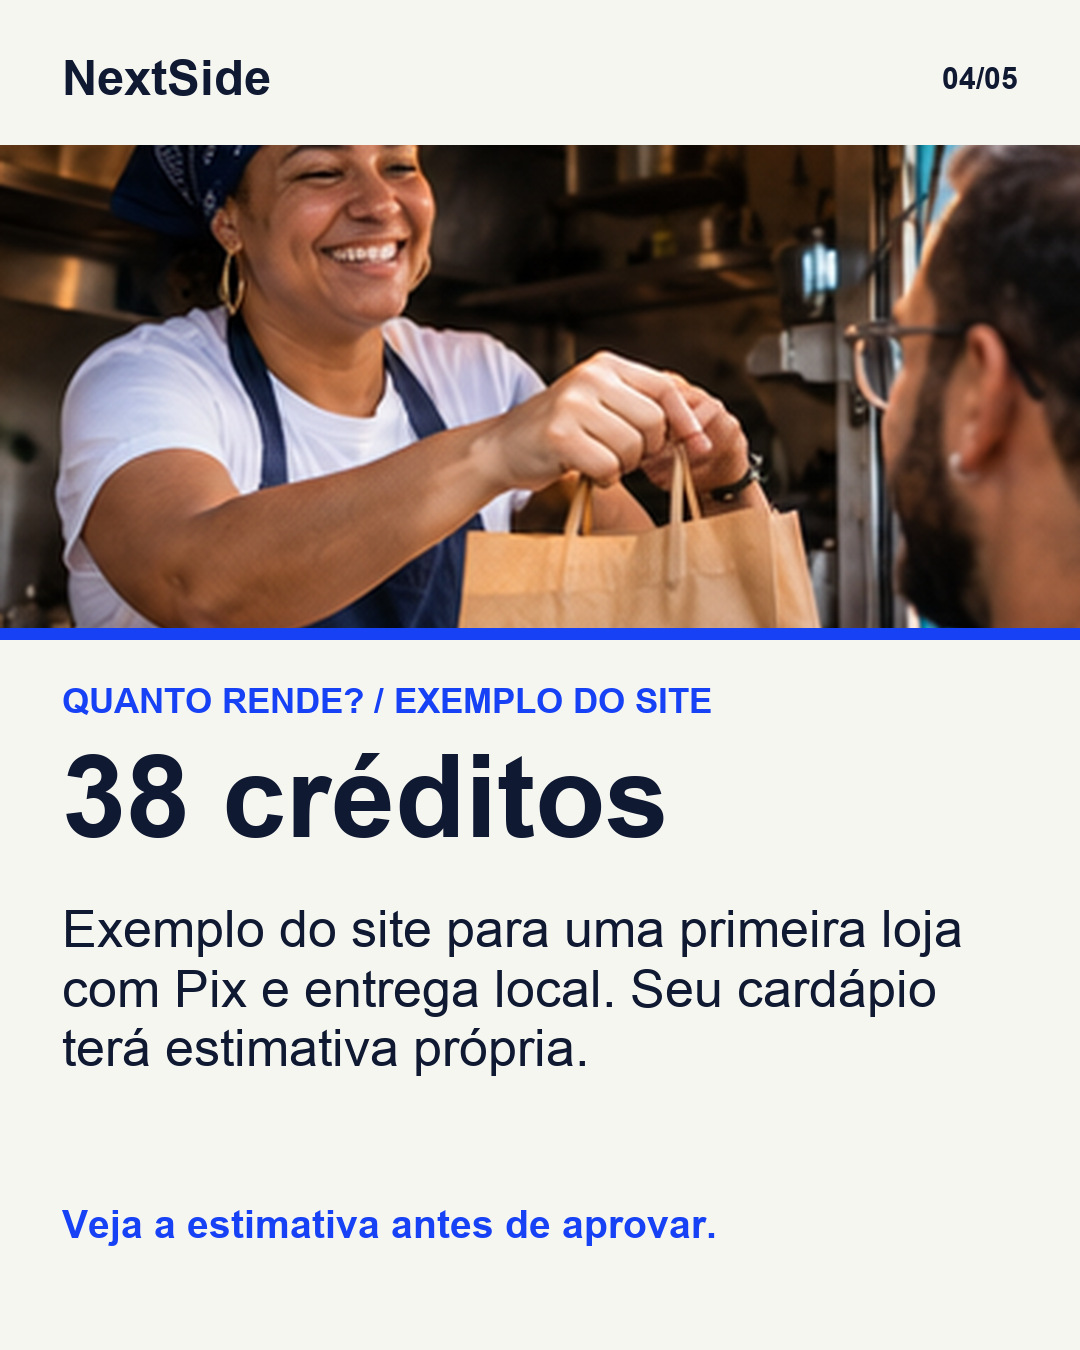 NextSide
04/05
QUANTO RENDE? / EXEMPLO DO SITE
38 créditos
Exemplo do site para uma primeira loja
com Pix e entrega local. Seu cardápio
terá estimativa própria.
Veja a estimativa antes de aprovar.